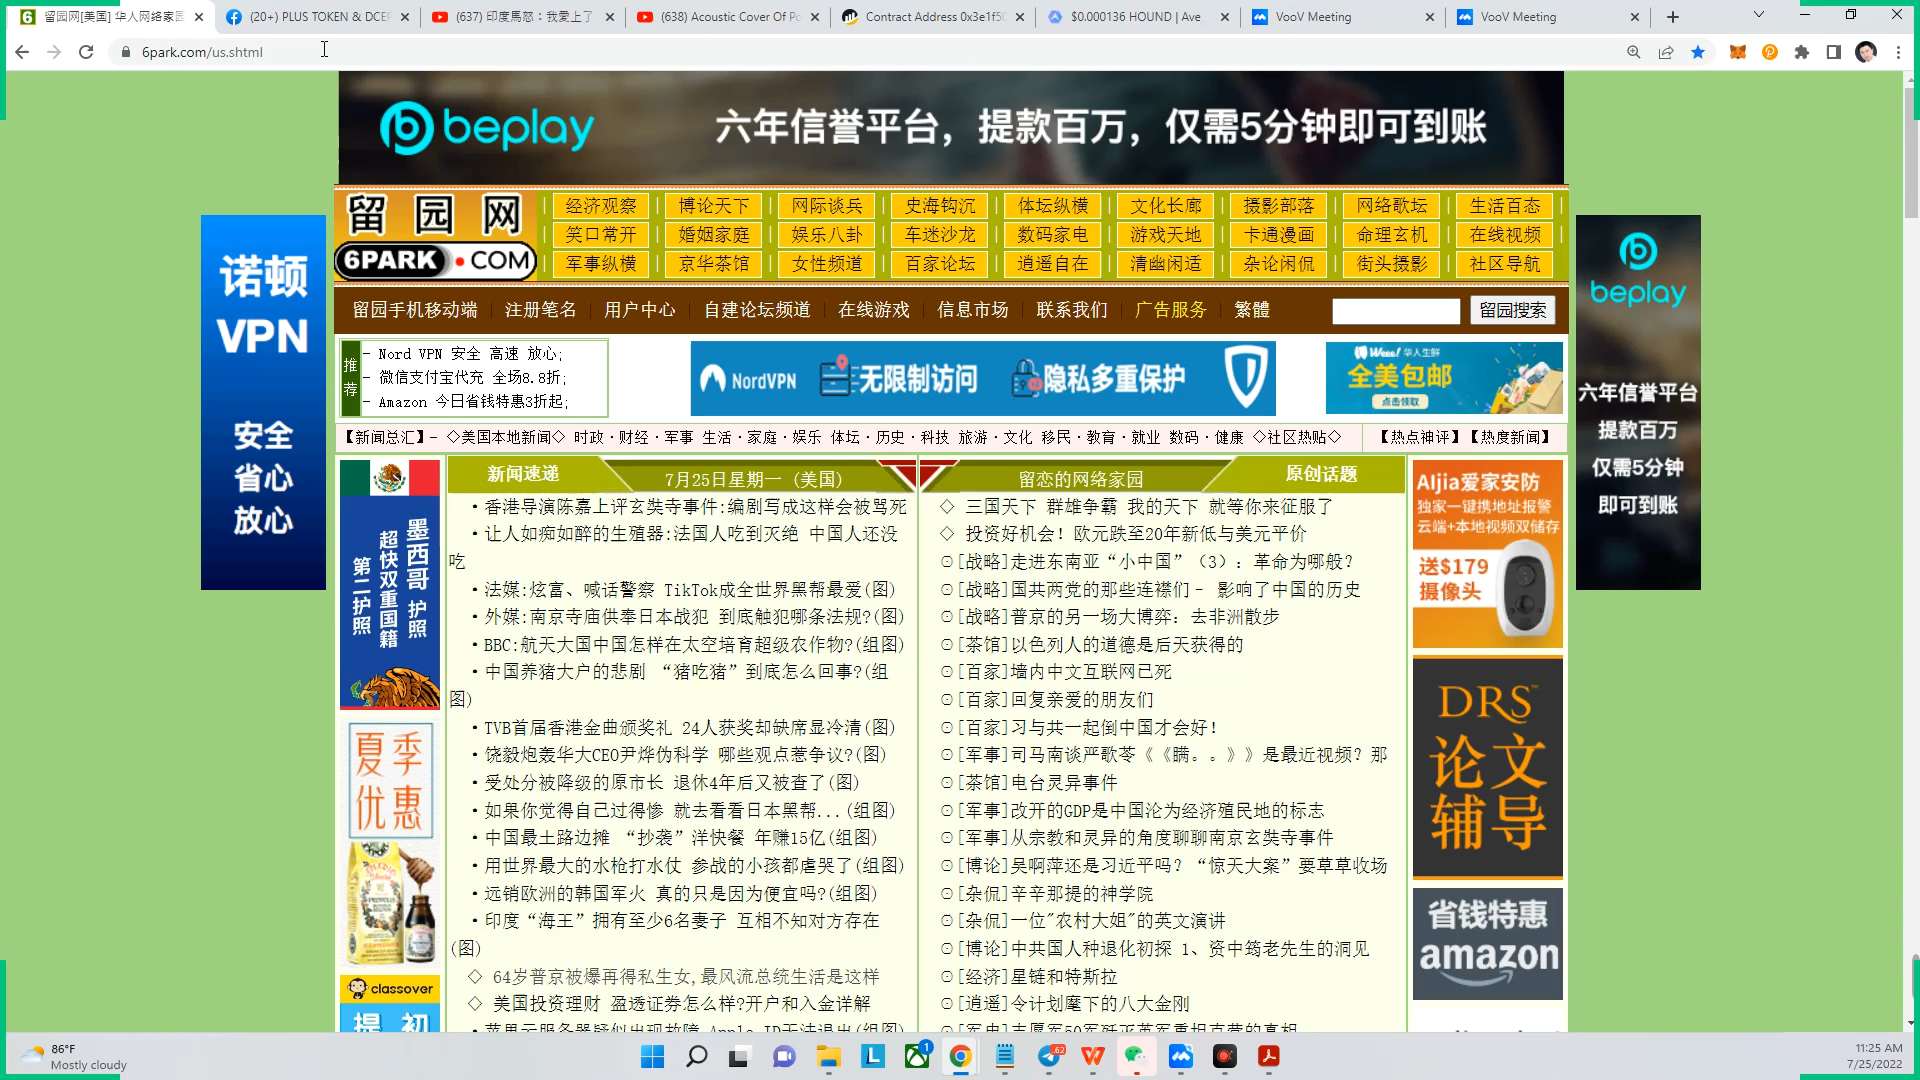 留园网[美国] 华人网络家园
(20+) PLUS TOKEN & DCEP
(637) 印度馬怒：我愛上了
(638) Acoustic Cover Of Po
Contract Address 0x3e1f50
$0.000136 HOUND | Ave
VooV Meeting
VooV Meeting
6park.com/us.shtml
beplay
六年信誉平台，提款百万，仅需5分钟即可到账
留园网
6PARK.COM
经济观察 博论天下 网际谈兵 史海钩沉 体坛纵横 文化长廊 摄影部落 网络歌坛 生活百态
笑口常开 婚姻家庭 娱乐八卦 车迷沙龙 数码家电 游戏天地 卡通漫画 命理玄机 在线视频
军事纵横 京华茶馆 女性频道 百家论坛 逍遥自在 清幽闲适 杂论闲侃 街头摄影 社区导航
留园手机移动端 注册笔名 用户中心 自建论坛频道 在线游戏 信息市场 联系我们 广告服务 繁體 留园搜索
推荐
- Nord VPN 安全 高速 放心;
- 微信支付宝代充 全场8.8折;
- Amazon 今日省钱特惠3折起;
NordVPN 无限制访问 隐私多重保护
Weee! 华人生鲜
全美包邮
点击领取
【新闻总汇】- ◇美国本地新闻◇ 时政·财经·军事 生活·家庭·娱乐 体坛·历史·科技 旅游·文化 移民·教育·就业 数码·健康 ◇社区热贴◇ 【热点神评】【热度新闻】
诺顿
VPN
安全
省心
放心
墨西哥 护照
超快双重国籍
第二护照
夏季
优惠
classover
提 初
新闻速递 7月25日星期一 (美国)
·香港导演陈嘉上评玄奘寺事件:编剧写成这样会被骂死
·让人如痴如醉的生殖器:法国人吃到灭绝 中国人还没
吃
·法媒:炫富、喊话警察 TikTok成全世界黑帮最爱(图)
·外媒:南京寺庙供奉日本战犯 到底触犯哪条法规?(图)
·BBC:航天大国中国怎样在太空培育超级农作物?(组图)
·中国养猪大户的悲剧 “猪吃猪”到底怎么回事?(组
图)
·TVB首届香港金曲颁奖礼 24人获奖却缺席显冷清(图)
·饶毅炮轰华大CEO尹烨伪科学 哪些观点惹争议?(图)
·受处分被降级的原市长 退休4年后又被查了(图)
·如果你觉得自己过得惨 就去看看日本黑帮...(组图)
·中国最土路边摊 “抄袭”洋快餐 年赚15亿(组图)
·用世界最大的水枪打水仗 参战的小孩都虐哭了(组图)
·远销欧洲的韩国军火 真的只是因为便宜吗?(组图)
·印度“海王”拥有至少6名妻子 互相不知对方存在
(图)
◇ 64岁普京被爆再得私生女,最风流总统生活是这样
◇ 美国投资理财 盈透证券怎么样?开户和入金详解
苹果云服务器疑似出现故障 Apple ID无法退出(组图)
留恋的网络家园 原创话题
◇ 三国天下 群雄争霸 我的天下 就等你来征服了
◇ 投资好机会！欧元跌至20年新低与美元平价
⊙[战略]走进东南亚“小中国”（3）：革命为哪般？
⊙[战略]国共两党的那些连襟们– 影响了中国的历史
⊙[战略]普京的另一场大博弈：去非洲散步
⊙[茶馆]以色列人的道德是后天获得的
⊙[百家]墙内中文互联网已死
⊙[百家]回复亲爱的朋友们
⊙[百家]习与共一起倒中国才会好！
⊙[军事]司马南谈严歌苓《《瞒。。》》是最近视频？那
⊙[茶馆]电台灵异事件
⊙[军事]改开的GDP是中国沦为经济殖民地的标志
⊙[军事]从宗教和灵异的角度聊聊南京玄奘寺事件
⊙[博论]吴啊萍还是习近平吗？“惊天大案”要草草收场
⊙[杂侃]辛辛那提的神学院
⊙[杂侃]一位"农村大姐"的英文演讲
⊙[博论]中共国人种退化初探 1、资中筠老先生的洞见
⊙[经济]星链和特斯拉
⊙[逍遥]令计划麾下的八大金刚
AIjia爱家安防
独家一键携地址报警
云端+本地视频双储存
送$179
摄像头
DRS™
论文
辅导
省钱特惠
amazon
beplay
六年信誉平台
提款百万
仅需5分钟
即可到账
86°F
Mostly cloudy
1
62
11:25 AM
7/25/2022